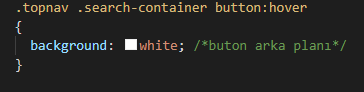 .topnav .search-container button:hover
{
background: white; /*buton arka planı*/
}